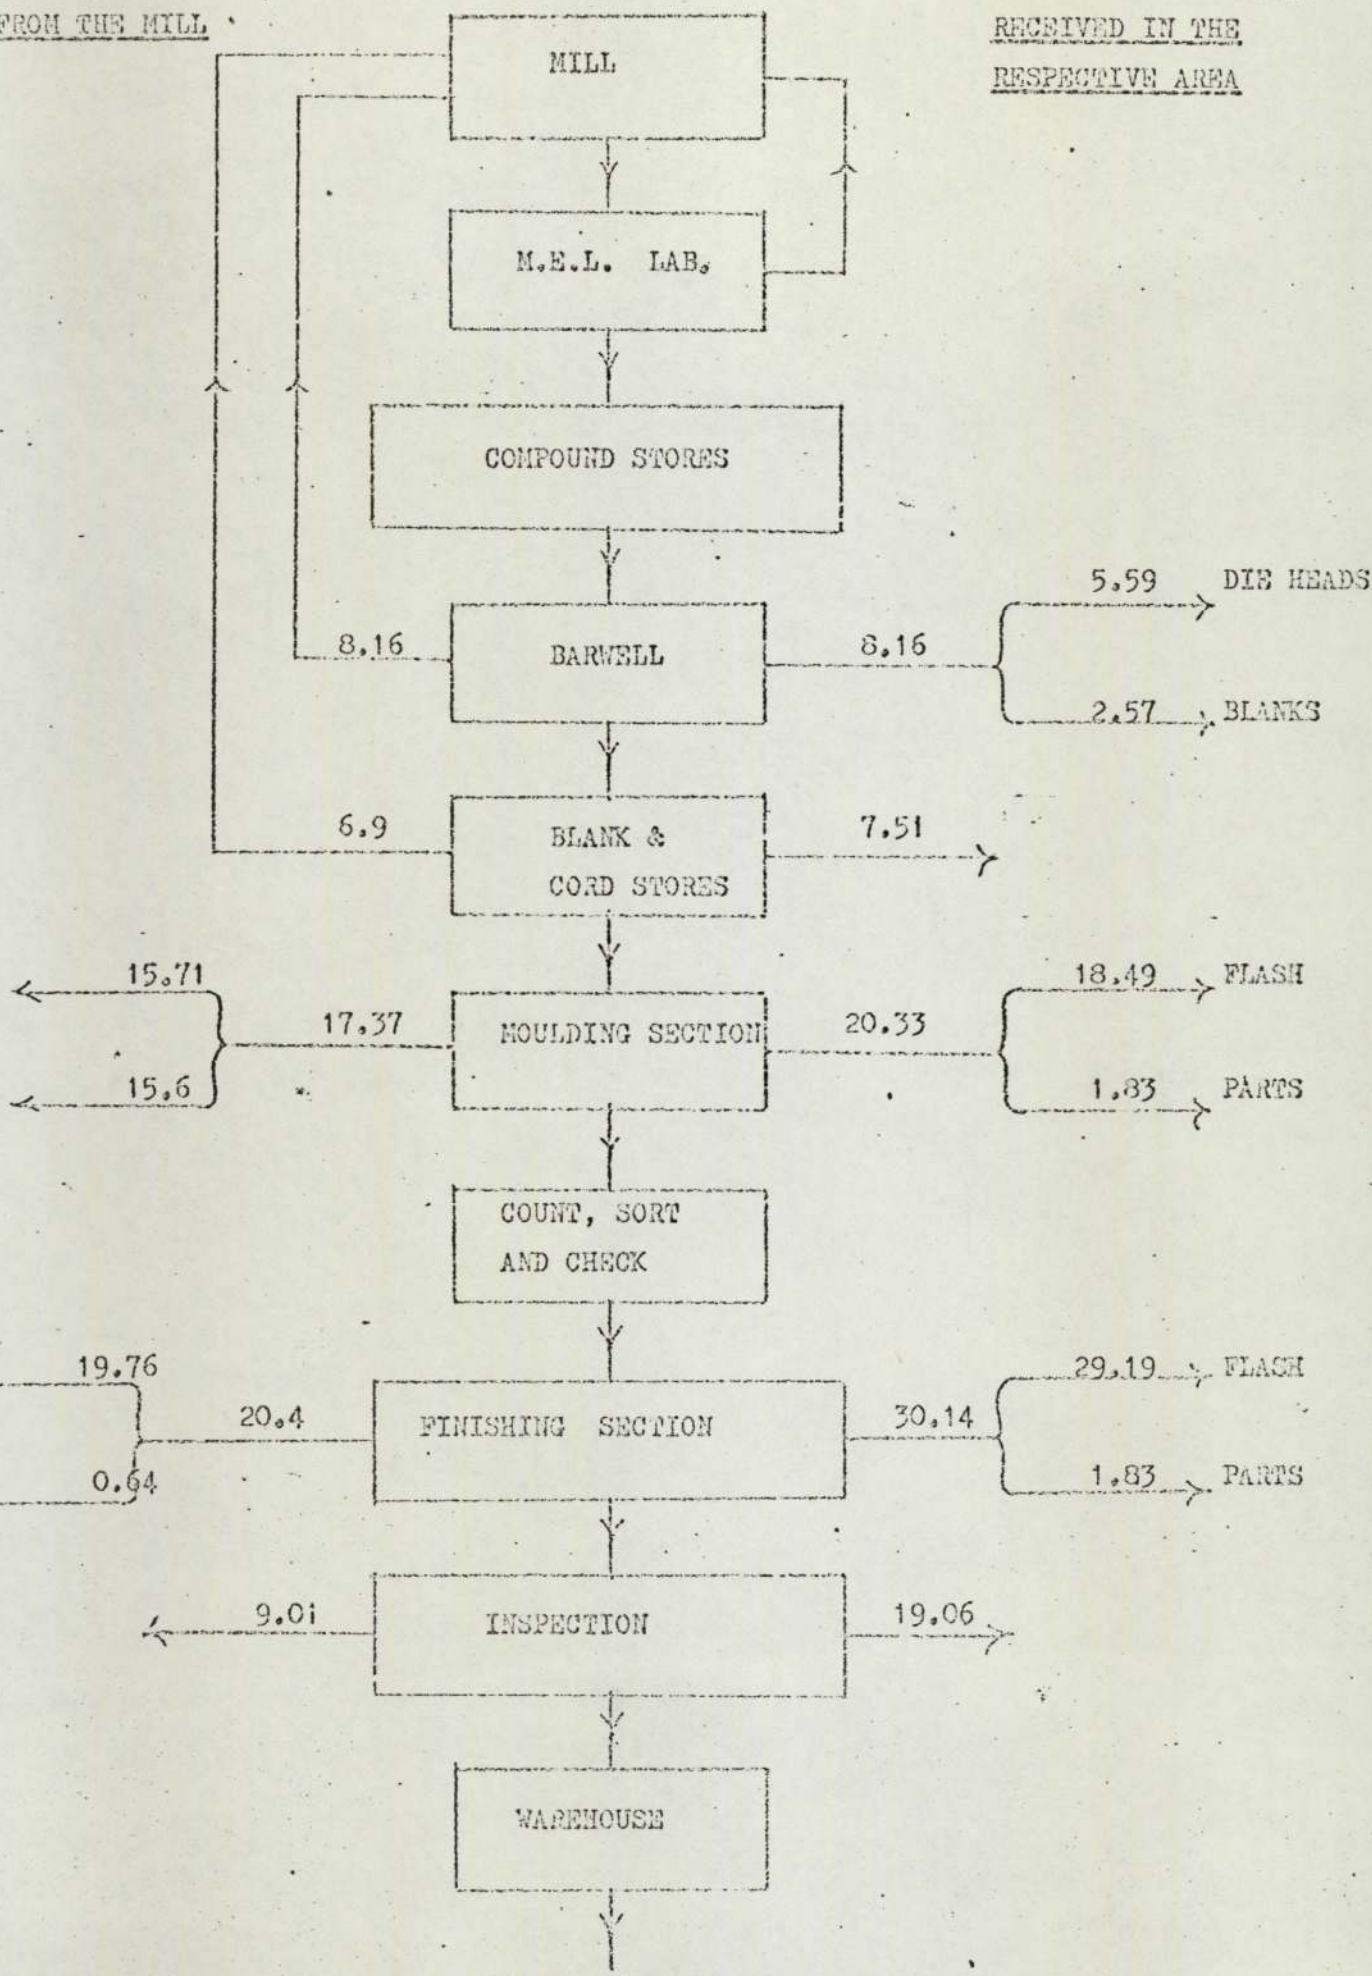 FROM THE MILL
RECEIVED IN THE
RESPECTIVE AREA
MILL
M.E.L. LAB.
COMPOUND STORES
5.59 DIE HEADS
8.16 BARWELL 8.16
2.57 BLANKS
6.9 BLANK & 7.51
CORD STORES
15.71 18.49 FLASH
17.37 MOULDING SECTION 20.33
15.6 1.83 PARTS
COUNT, SORT
AND CHECK
19.76 29.19 FLASH
20.4 FINISHING SECTION 30.14
0.64 1.83 PARTS
9.01 INSPECTION 19.06
WAREHOUSE